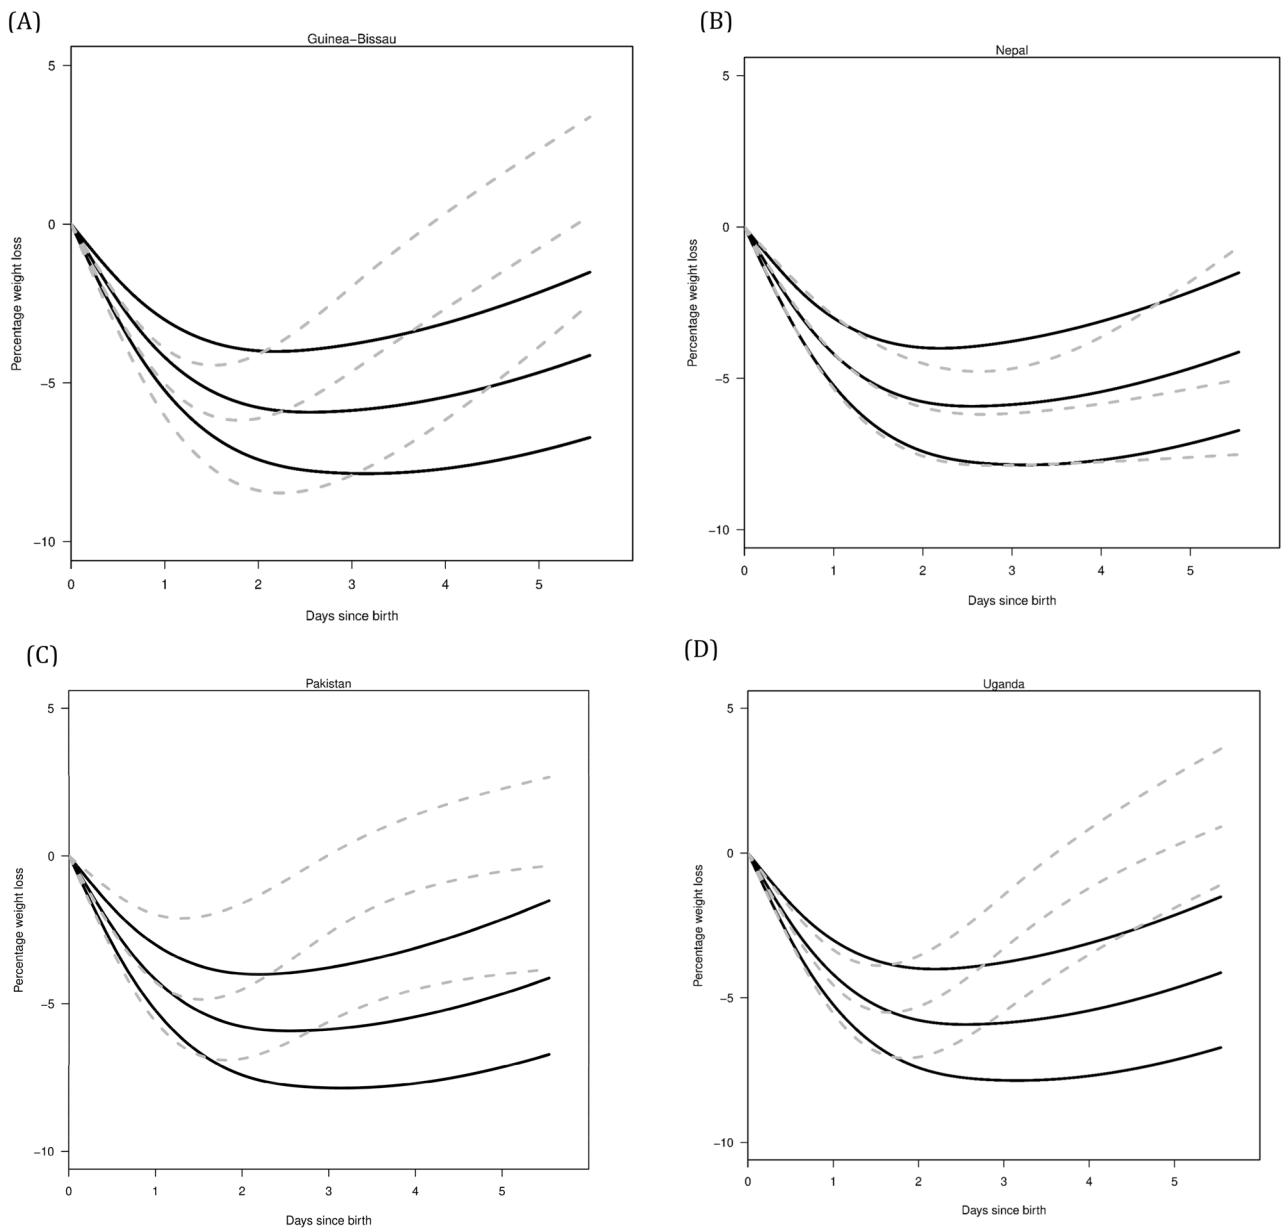 (A)
Guinea−Bissau
5
0
−5
−10
Percentage weight loss
0 1 2 3 4 5
Days since birth
(B)
Nepal
5
0
−5
−10
Percentage weight loss
0 1 2 3 4 5
Days since birth
(C)
Pakistan
5
0
−5
−10
Percentage weight loss
0 1 2 3 4 5
Days since birth
(D)
Uganda
5
0
−5
−10
Percentage weight loss
0 1 2 3 4 5
Days since birth